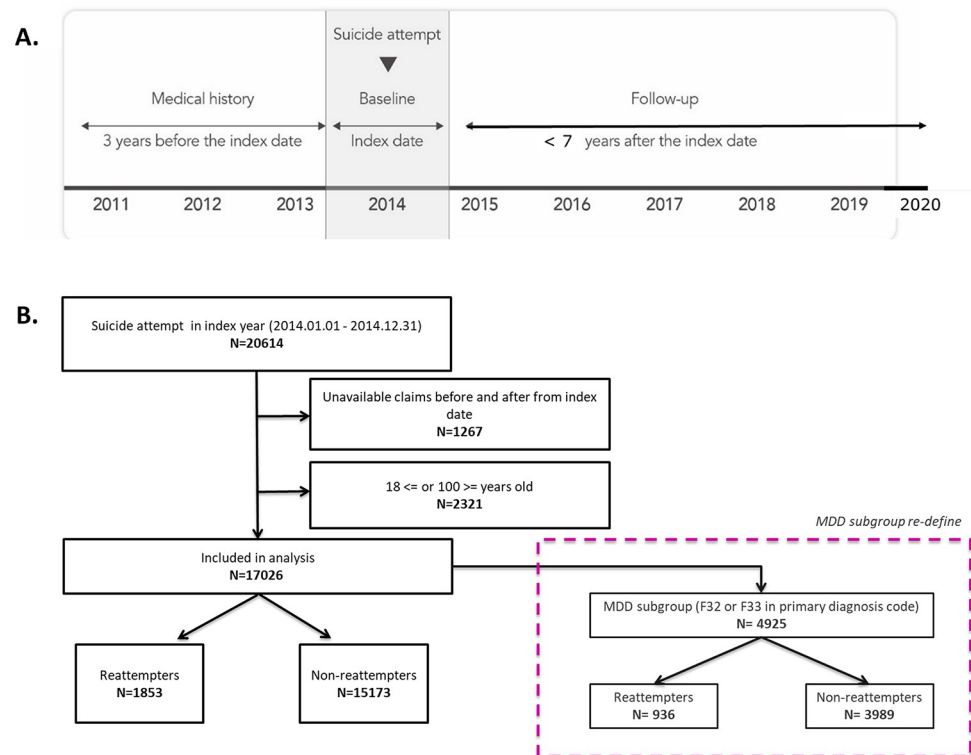 A.
Suicide attempt
Medical history
Baseline
Follow-up
3 years before the index date
Index date
< 7 years after the index date
2011 2012 2013 2014 2015 2016 2017 2018 2019 2020
B.
Suicide attempt in index year (2014.01.01 - 2014.12.31)
N=20614
Unavailable claims before and after from index
date
N=1267
18 <= or 100 >= years old
N=2321
MDD subgroup re-define
Included in analysis
N=17026
MDD subgroup (F32 or F33 in primary diagnosis code)
N= 4925
Reattempters
N=1853
Non-reattempters
N=15173
Reattempters
N= 936
Non-reattempters
N= 3989